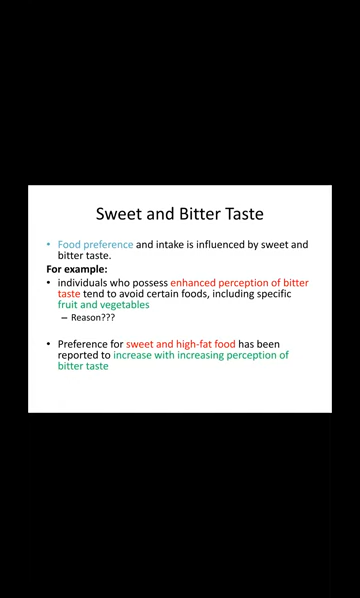 Sweet and Bitter Taste
• Food preference and intake is influenced by sweet and
bitter taste.
For example:
• individuals who possess enhanced perception of bitter
taste tend to avoid certain foods, including specific
fruit and vegetables
– Reason???
• Preference for sweet and high-fat food has been
reported to increase with increasing perception of
bitter taste